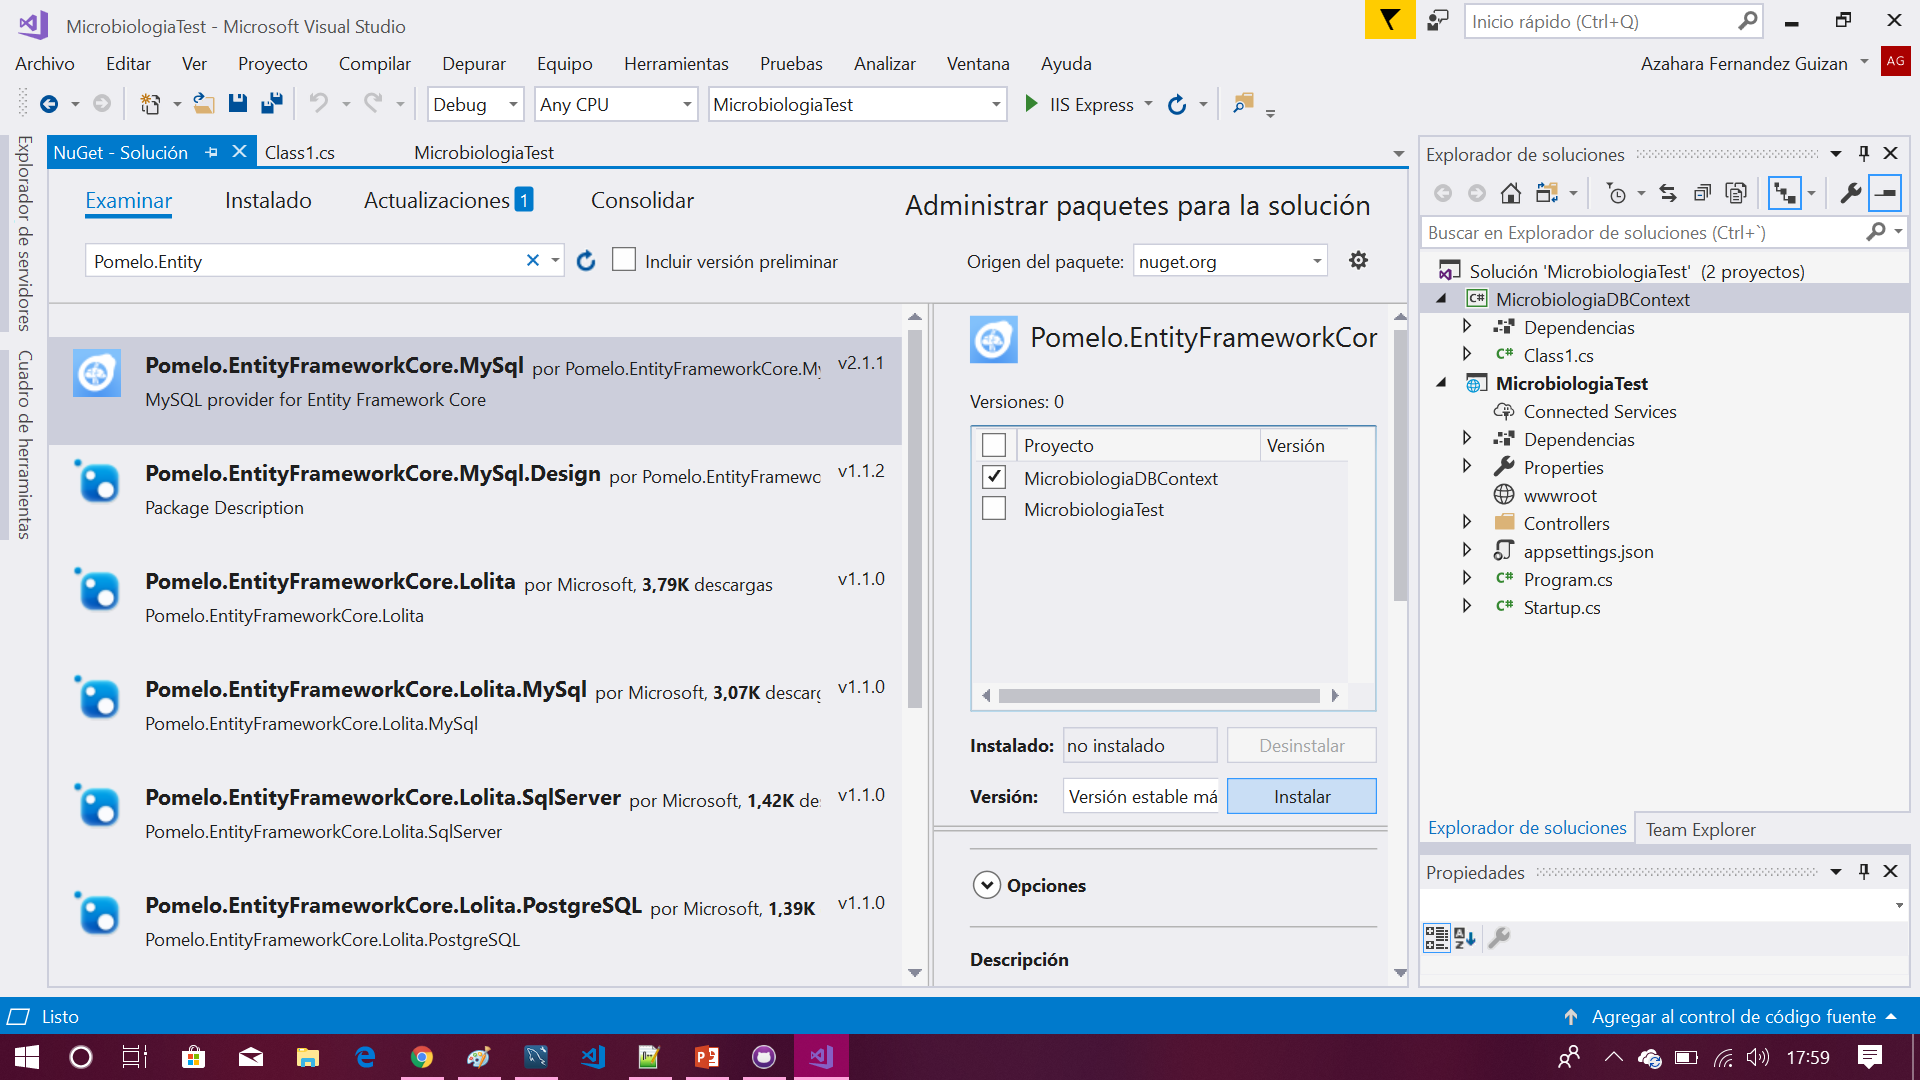 MicrobiologiaTest - Microsoft Visual Studio
Inicio rápido (Ctrl+Q)
Archivo Editar Ver Proyecto Compilar Depurar Equipo Herramientas Pruebas Analizar Ventana Ayuda
Azahara Fernandez Guizan AG
Debug Any CPU MicrobiologiaTest IIS Express
Explorador de servidores
Cuadro de herramientas
NuGet - Solución Class1.cs MicrobiologiaTest
Examinar Instalado Actualizaciones 1 Consolidar
Administrar paquetes para la solución
Pomelo.Entity Incluir versión preliminar
Origen del paquete: nuget.org
Pomelo.EntityFrameworkCore.MySql por Pomelo.EntityFrameworkCore.My v2.1.1
MySQL provider for Entity Framework Core
Pomelo.EntityFrameworkCore.MySql.Design por Pomelo.EntityFramewo v1.1.2
Package Description
Pomelo.EntityFrameworkCore.Lolita por Microsoft, 3,79K descargas v1.1.0
Pomelo.EntityFrameworkCore.Lolita
Pomelo.EntityFrameworkCore.Lolita.MySql por Microsoft, 3,07K descarg v1.1.0
Pomelo.EntityFrameworkCore.Lolita.MySql
Pomelo.EntityFrameworkCore.Lolita.SqlServer por Microsoft, 1,42K de v1.1.0
Pomelo.EntityFrameworkCore.Lolita.SqlServer
Pomelo.EntityFrameworkCore.Lolita.PostgreSQL por Microsoft, 1,39K v1.1.0
Pomelo.EntityFrameworkCore.Lolita.PostgreSQL
Pomelo.EntityFrameworkCor
Versiones: 0
Proyecto Versión
MicrobiologiaDBContext
MicrobiologiaTest
Instalado: no instalado Desinstalar
Versión: Versión estable má Instalar
Opciones
Descripción
Explorador de soluciones
Buscar en Explorador de soluciones (Ctrl+`)
Solución 'MicrobiologiaTest' (2 proyectos)
C# MicrobiologiaDBContext
Dependencias
C# Class1.cs
MicrobiologiaTest
Connected Services
Dependencias
Properties
wwwroot
Controllers
appsettings.json
C# Program.cs
C# Startup.cs
Explorador de soluciones Team Explorer
Propiedades
Listo
Agregar al control de código fuente
17:59